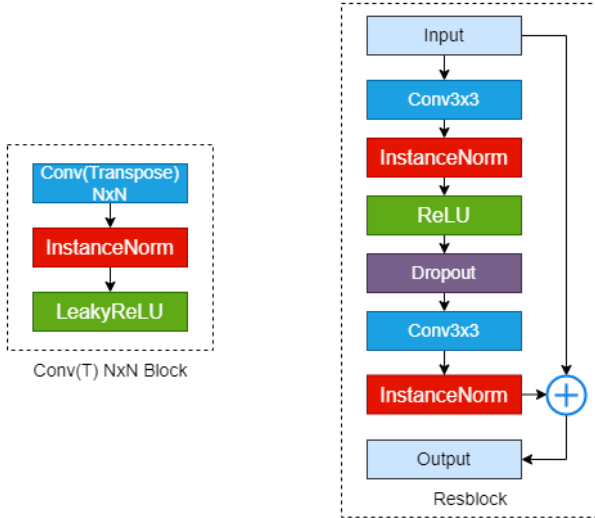 Conv(Transpose)
NxN
InstanceNorm
LeakyReLU
Conv(T) NxN Block
Input
Conv3x3
InstanceNorm
ReLU
Dropout
Conv3x3
InstanceNorm
Output
Resblock